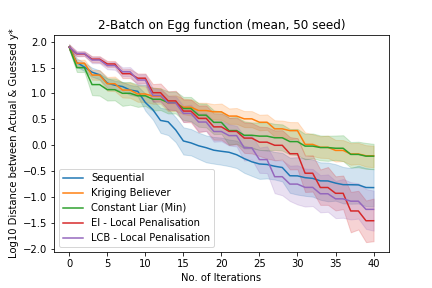 2-Batch on Egg function (mean, 50 seed)
Log10 Distance between Actual & Guessed y*
2.0
1.5
1.0
0.5
0.0
−0.5
−1.0
−1.5
−2.0
Sequential
Kriging Believer
Constant Liar (Min)
EI - Local Penalisation
LCB - Local Penalisation
0 5 10 15 20 25 30 35 40
No. of Iterations